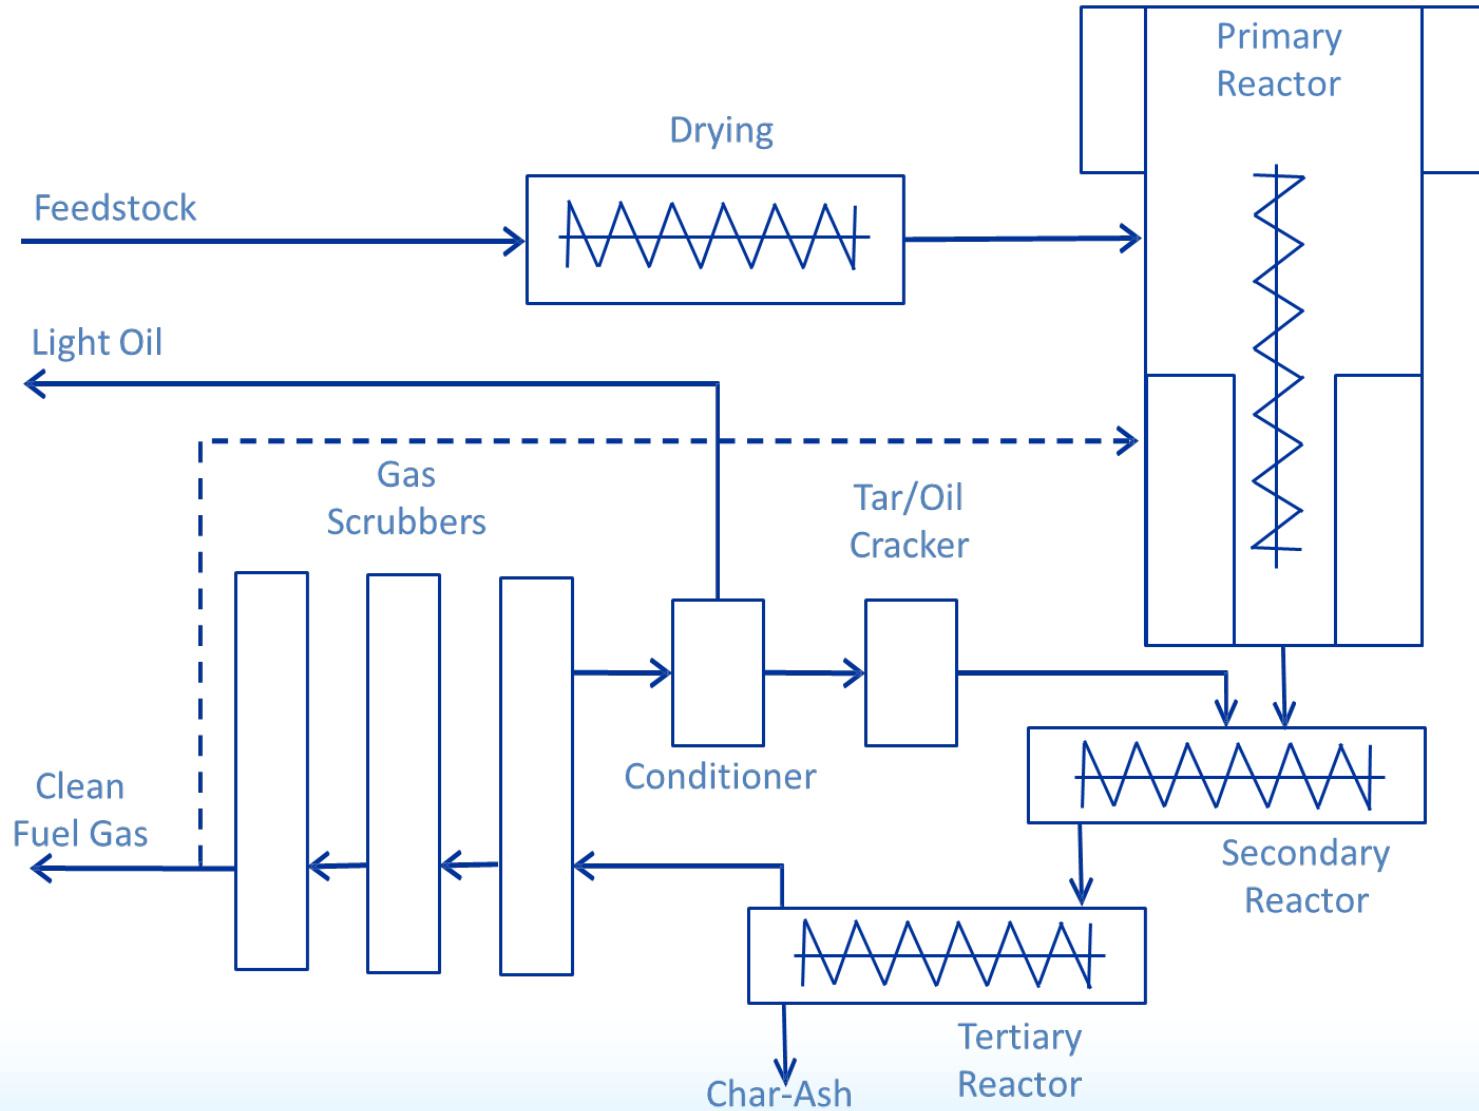 Primary
Reactor
Drying
Feedstock
Light Oil
Gas
Scrubbers
Tar/Oil
Cracker
Conditioner
Clean
Fuel Gas
Secondary
Reactor
Tertiary
Reactor
Char-Ash